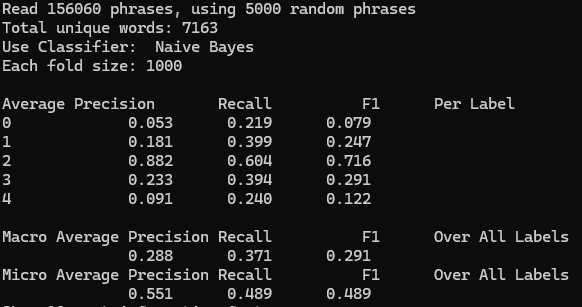 Read 156060 phrases, using 5000 random phrases
Total unique words: 7163
Use Classifier:  Naive Bayes
Each fold size: 1000
Average Precision Recall F1 Per Label
0 0.053 0.219 0.079
1 0.181 0.399 0.247
2 0.882 0.604 0.716
3 0.233 0.394 0.291
4 0.091 0.240 0.122
Macro Average Precision Recall F1 Over All Labels
0.288 0.371 0.291
Micro Average Precision Recall F1 Over All Labels
0.551 0.489 0.489